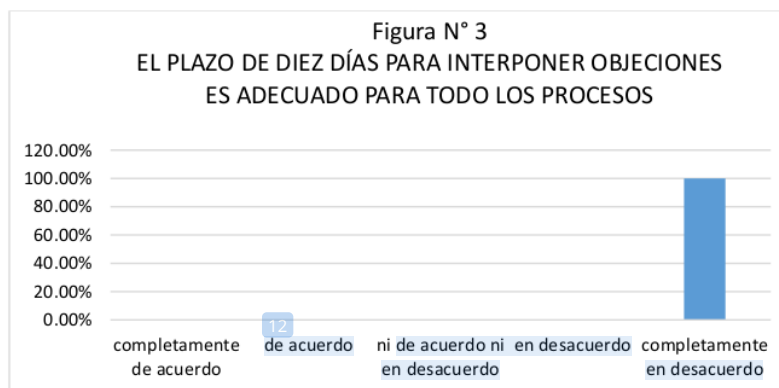 Figura N° 3
EL PLAZO DE DIEZ DÍAS PARA INTERPONER OBJECIONES
ES ADECUADO PARA TODO LOS PROCESOS
120.00%
100.00%
80.00%
60.00%
40.00%
20.00%
0.00%
12
completamente
de acuerdo
de acuerdo
ni de acuerdo ni
en desacuerdo
en desacuerdo
completamente
en desacuerdo